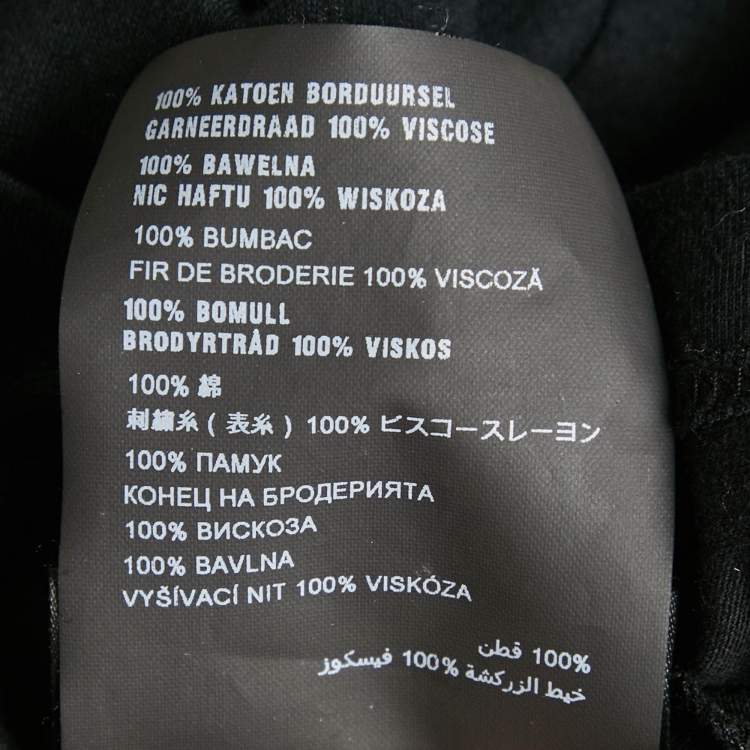 100% KATOEN BORDUURSEL
GARNEERDRAAD 100% VISCOSE
100% BAWELNA
NIC HAFTU 100% WISKOZA
100% BUMBAC
FIR DE BRODERIE 100% VISCOZĂ
100% BOMULL
BRODYRTRÅD 100% VISKOS
100% 綿
刺繍糸 ( 表糸 ) 100% ビスコースレーヨン
100% ПАМУК
КОНЕЦ НА БРОДЕРИЯТА
100% ВИСКОЗА
100% BAVLNA
VYŠÍVACÍ NIT 100% VISKÓZA
100% قطن
خيط الزركشة 100% فيسكوز